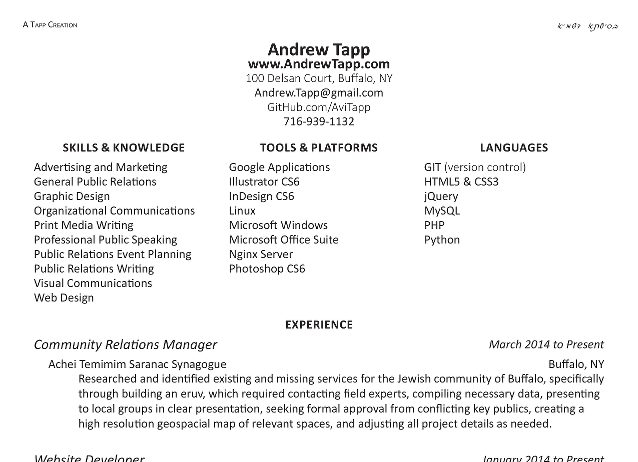 A Tapp Creation
Andrew Tapp
www.AndrewTapp.com
100 Delsan Court, Buffalo, NY
Andrew.Tapp@gmail.com
GitHub.com/AviTapp
716-939-1132
SKILLS & KNOWLEDGE
Advertising and Marketing
General Public Relations
Graphic Design
Organizational Communications
Print Media Writing
Professional Public Speaking
Public Relations Event Planning
Public Relations Writing
Visual Communications
Web Design
TOOLS & PLATFORMS
Google Applications
Illustrator CS6
InDesign CS6
Linux
Microsoft Windows
Microsoft Office Suite
Nginx Server
Photoshop CS6
LANGUAGES
GIT (version control)
HTML5 & CSS3
jQuery
MySQL
PHP
Python
EXPERIENCE
Community Relations Manager March 2014 to Present
Achei Temimim Saranac Synagogue Buffalo, NY
Researched and identified existing and missing services for the Jewish community of Buffalo, specifically
through building an eruv, which required contacting field experts, compiling necessary data, presenting
to local groups in clear presentation, seeking formal approval from conflicting key publics, creating a
high resolution geospacial map of relevant spaces, and adjusting all project details as needed.
Website Developer January 2014 to Present